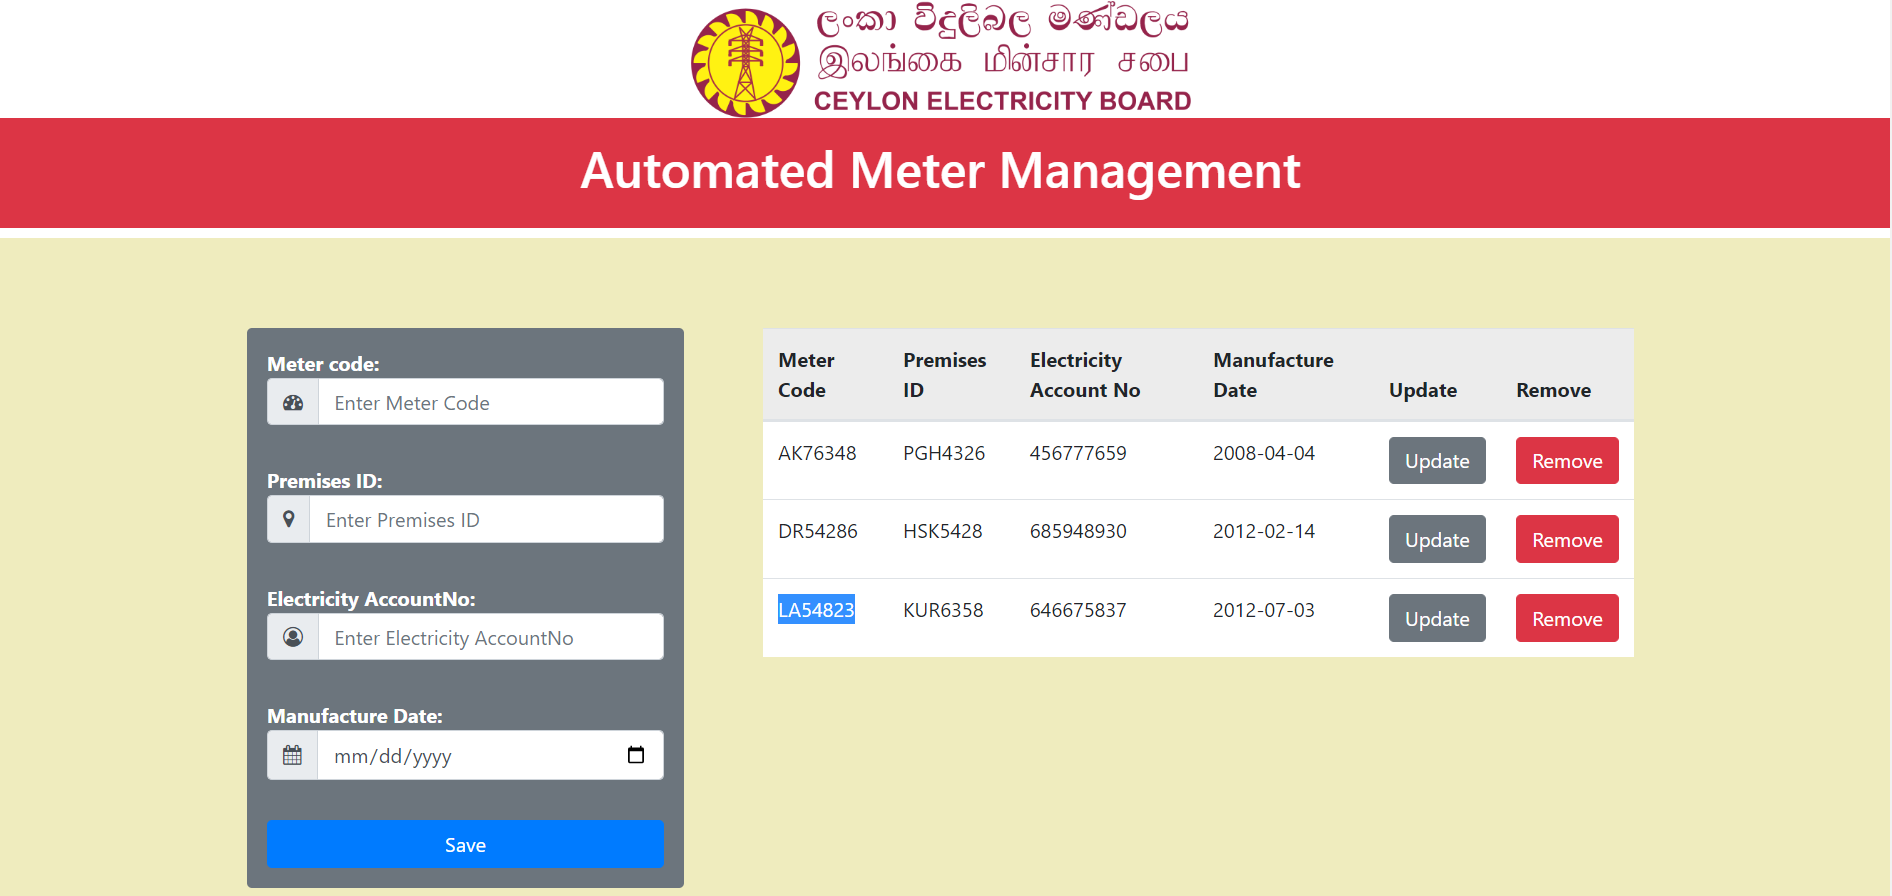 ලංකා විදුලිබල මණ්ඩලය
இலங்கை மின்சார சபை
CEYLON ELECTRICITY BOARD
Automated Meter Management
Meter code:
Enter Meter Code
Premises ID:
Enter Premises ID
Electricity AccountNo:
Enter Electricity AccountNo
Manufacture Date:
mm/dd/yyyy
Save
Meter Code Premises ID Electricity Account No Manufacture Date Update Remove
AK76348 PGH4326 456777659 2008-04-04 Update Remove
DR54286 HSK5428 685948930 2012-02-14 Update Remove
LA54823 KUR6358 646675837 2012-07-03 Update Remove